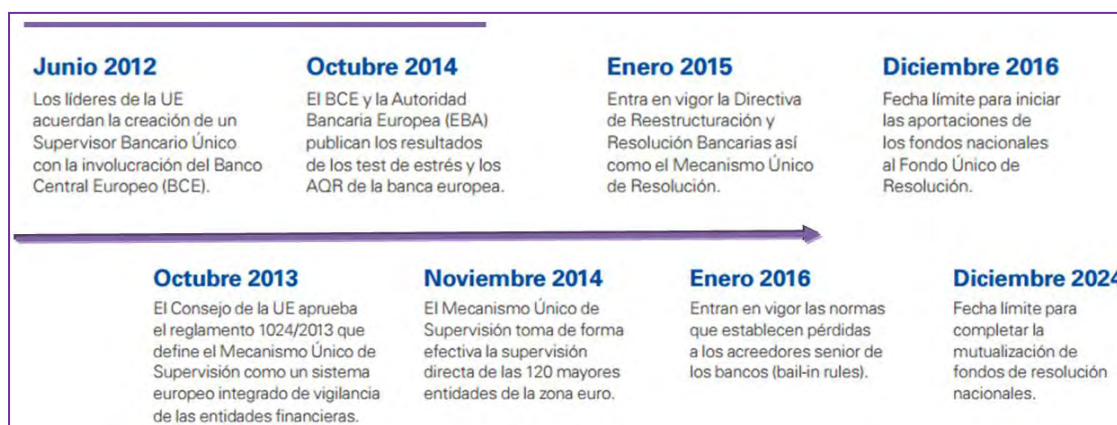 Junio 2012
Los líderes de la UE
acuerdan la creación de un
Supervisor Bancario Único
con la involucración del Banco
Central Europeo (BCE).
Octubre 2014
El BCE y la Autoridad
Bancaria Europea (EBA)
publican los resultados
de los test de estrés y los
AQR de la banca europea.
Enero 2015
Entra en vigor la Directiva
de Reestructuración y
Resolución Bancarias así
como el Mecanismo Único
de Resolución.
Diciembre 2016
Fecha límite para iniciar
las aportaciones de
los fondos nacionales
al Fondo Único de
Resolución.
Octubre 2013
El Consejo de la UE aprueba
el reglamento 1024/2013 que
define el Mecanismo Único de
Supervisión como un sistema
europeo integrado de vigilancia
de las entidades financieras.
Noviembre 2014
El Mecanismo Único de
Supervisión toma de forma
efectiva la supervisión
directa de las 120 mayores
entidades de la zona euro.
Enero 2016
Entran en vigor las normas
que establecen pérdidas
a los acreedores senior de
los bancos (bail-in rules).
Diciembre 2024
Fecha límite para
completar la
mutualización de
fondos de resolución
nacionales.